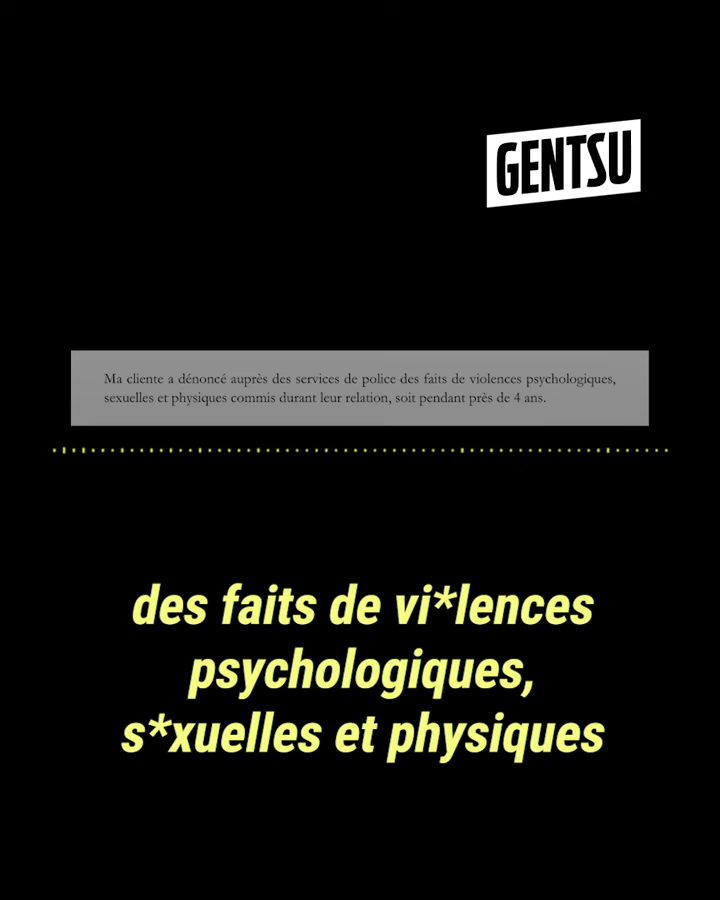 GENTSU
Ma cliente a dénoncé auprès des services de police des faits de violences psychologiques,
sexuelles et physiques commis durant leur relation, soit pendant près de 4 ans.
des faits de vi*lences
psychologiques,
s*xuelles et physiques